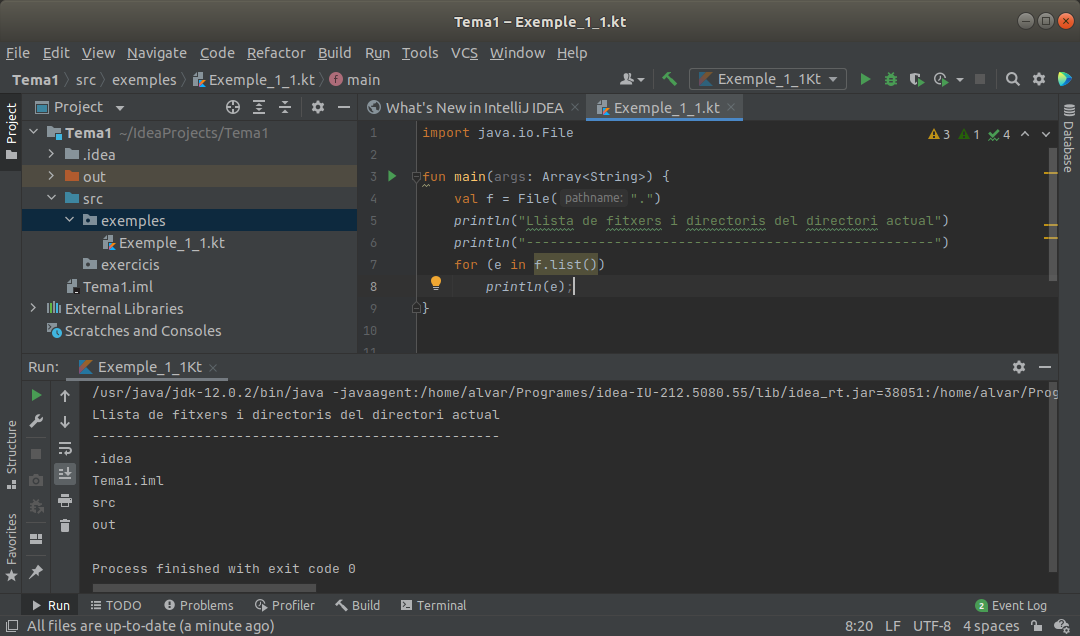 Tema1 – Exemple_1_1.kt
File Edit View Navigate Code Refactor Build Run Tools VCS Window Help
Tema1 src exemples Exemple_1_1.kt f main Exemple_1_1Kt
Project
Project
What's New in IntelliJ IDEA
Exemple_1_1.kt
Database
Tema1 ~/IdeaProjects/Tema1
.idea
out
src
exemples
Exemple_1_1.kt
exercicis
Tema1.iml
External Libraries
Scratches and Consoles
3 1 4
1 import java.io.File
2
3 fun main(args: Array<String>) {
4 val f = File( pathname: ".")
5 println("Llista de fitxers i directoris del directori actual")
6 println("---------------------------------------------------")
7 for (e in f.list())
8 println(e);
9 }
10
11
Run: Exemple_1_1Kt
/usr/java/jdk-12.0.2/bin/java -javaagent:/home/alvar/Programes/idea-IU-212.5080.55/lib/idea_rt.jar=38051:/home/alvar/Prog
Llista de fitxers i directoris del directori actual
---------------------------------------------------
.idea
Tema1.iml
src
out
Process finished with exit code 0
Structure
Favorites
Run TODO Problems Profiler Build Terminal 2 Event Log
All files are up-to-date (a minute ago) 8:20 LF UTF-8 4 spaces